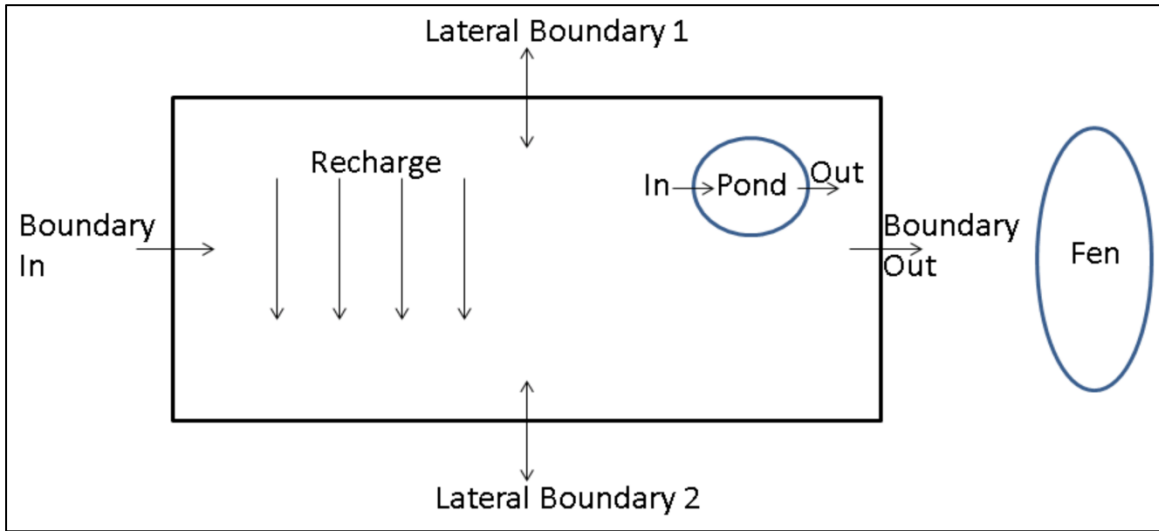 Lateral Boundary 1
Recharge
In
Pond
Out
Boundary
In
Boundary
Out
Fen
Lateral Boundary 2